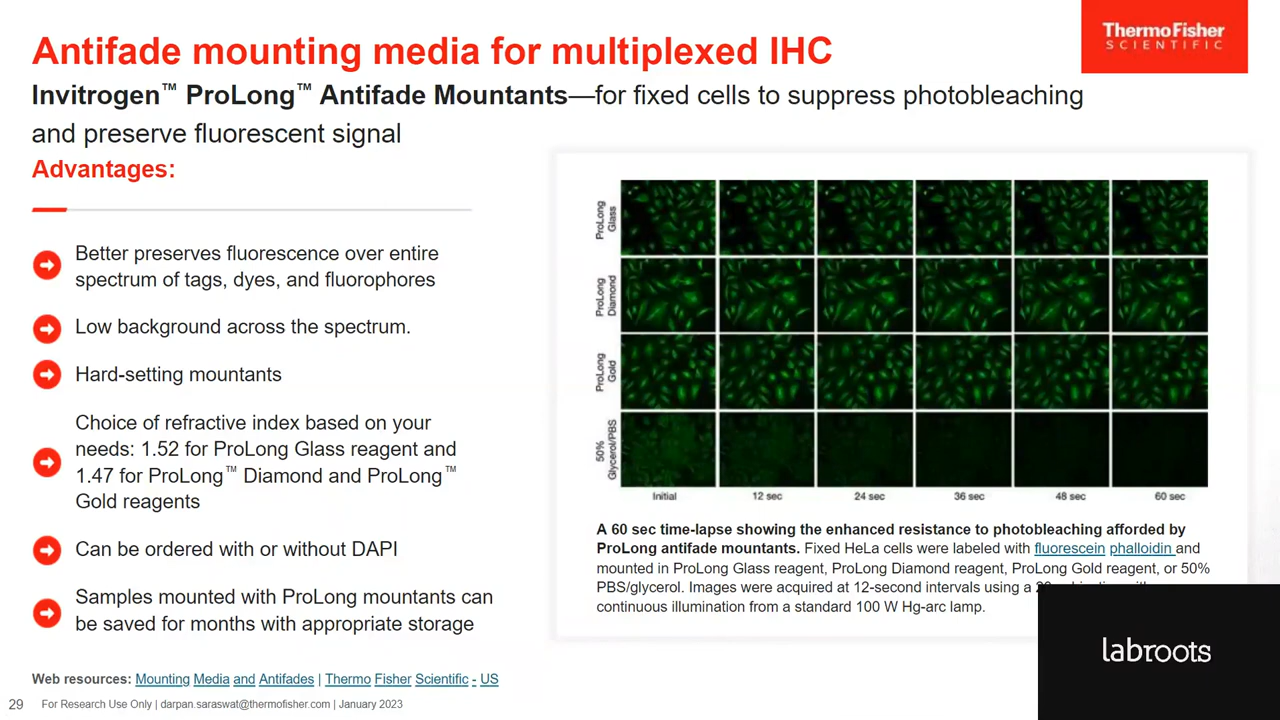 Antifade mounting media for multiplexed IHC
ThermoFisher
SCIENTIFIC
Invitrogen™ ProLong™ Antifade Mountants—for fixed cells to suppress photobleaching
and preserve fluorescent signal
Advantages:
Better preserves fluorescence over entire
spectrum of tags, dyes, and fluorophores
Low background across the spectrum.
Hard-setting mountants
Choice of refractive index based on your
needs: 1.52 for ProLong Glass reagent and
1.47 for ProLong™ Diamond and ProLong™
Gold reagents
Can be ordered with or without DAPI
Samples mounted with ProLong mountants can
be saved for months with appropriate storage
ProLong
Glass
ProLong
Diamond
ProLong
Gold
50%
Glycerol/PBS
Initial 12 sec 24 sec 36 sec 48 sec 60 sec
A 60 sec time-lapse showing the enhanced resistance to photobleaching afforded by
ProLong antifade mountants. Fixed HeLa cells were labeled with fluorescein phalloidin and
mounted in ProLong Glass reagent, ProLong Diamond reagent, ProLong Gold reagent, or 50%
PBS/glycerol. Images were acquired at 12-second intervals using a
continuous illumination from a standard 100 W Hg-arc lamp.
labroots
Web resources: Mounting Media and Antifades | Thermo Fisher Scientific - US
29 For Research Use Only | darpan.saraswat@thermofisher.com | January 2023